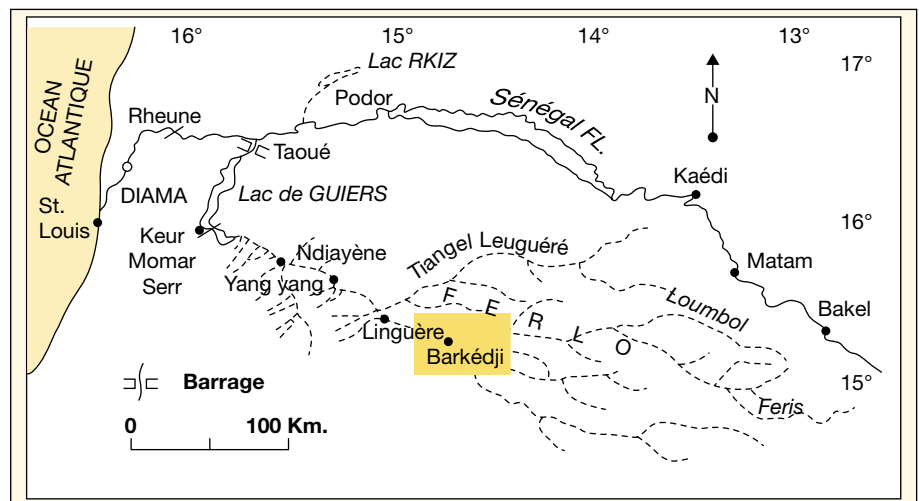 16°
15°
14°
13°
17°
Lac RKIZ
OCEAN
ATLANTIQUE
Rheune
Podor
Sénégal FL.
N
Taoué
DIAMA
Lac de GUIERS
Kaédi
St.
Louis
16°
Keur
Momar
Serr
Ndiayène
Yang yang
Tiangel Leuguéré
Matam
Loumbol
Bakel
FERLO
Linguère
Barkédji
15°
Feris
Barrage
0 100 Km.